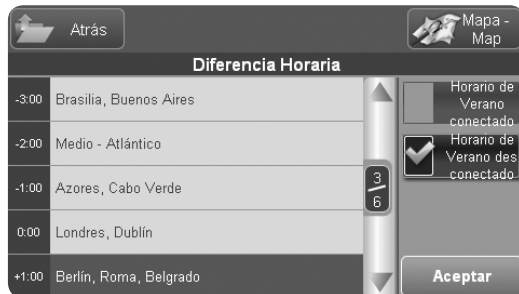 Atrás
Mapa -
Map
Diferencia Horaria
-3:00 Brasilia, Buenos Aires
-2:00 Medio - Atlántico
-1:00 Azores, Cabo Verde
0:00 Londres, Dublín
+1:00 Berlín, Roma, Belgrado
3
6
Horario de
Verano
conectado
Horario de
Verano des
conectado
Aceptar